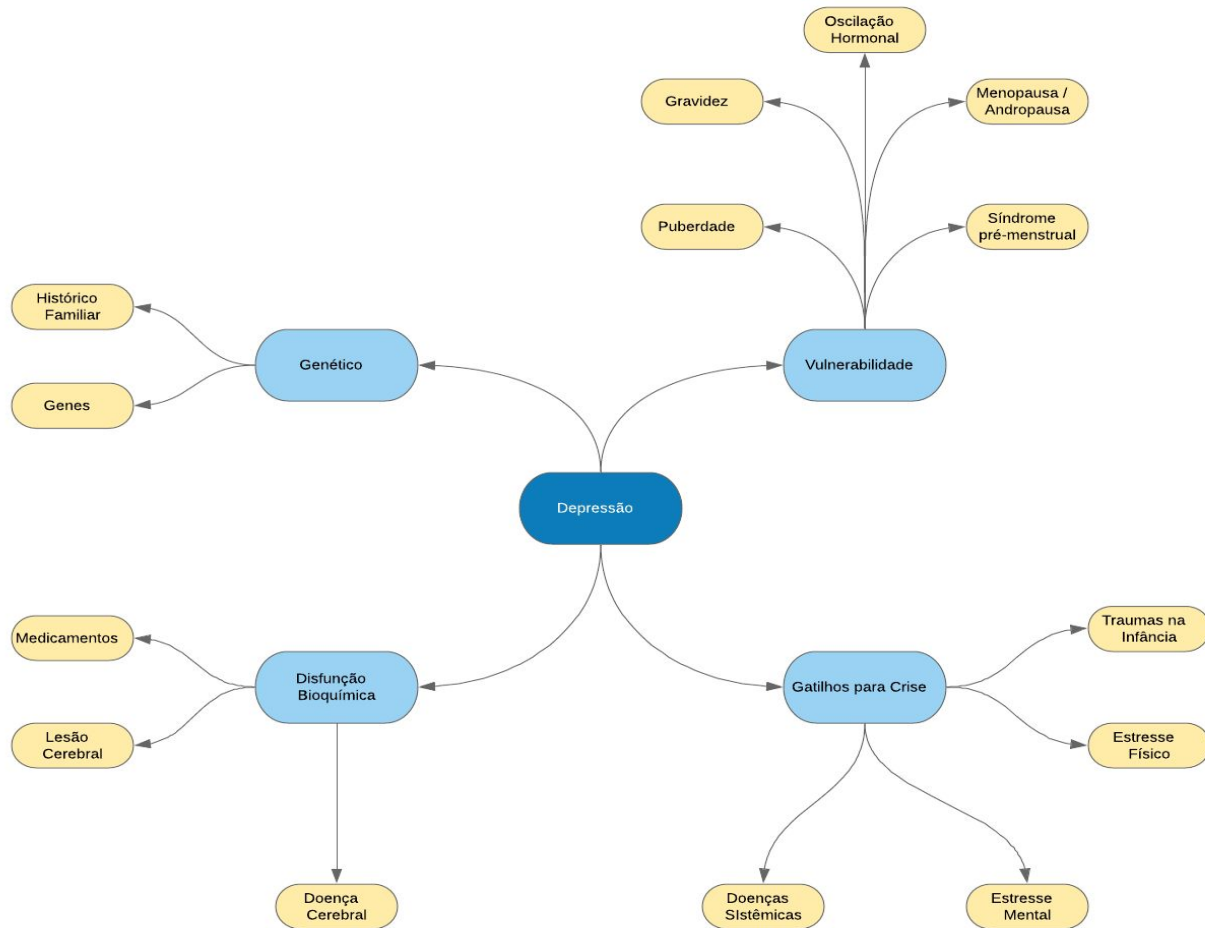 Oscilação
Hormonal
Gravidez
Menopausa /
Andropausa
Puberdade
Síndrome
pré-menstrual
Histórico
Familiar
Genético
Vulnerabilidade
Genes
Depressão
Medicamentos
Disfunção
Bioquímica
Gatilhos para Crise
Traumas na
Infância
Lesão
Cerebral
Estresse
Físico
Doença
Cerebral
Doenças
SIstêmicas
Estresse
Mental